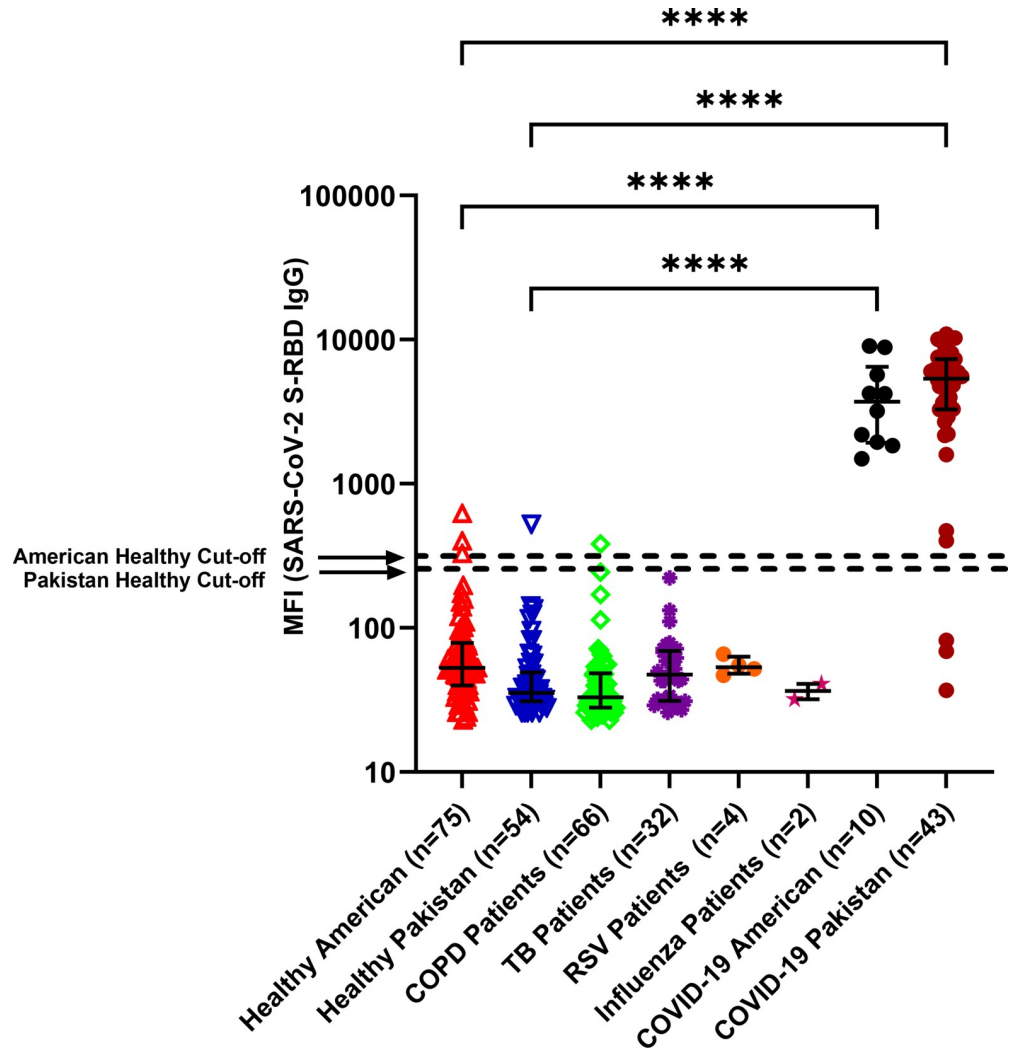 ****
****
****
****
MFI (SARS-CoV-2 S-RBD IgG)
100000
10000
1000
100
10
American Healthy Cut-off
Pakistan Healthy Cut-off
Healthy American (n=75)
Healthy Pakistan (n=54)
COPD Patients (n=66)
TB Patients (n=32)
RSV Patients  (n=4)
Influenza Patients (n=2)
COVID-19 American (n=10)
COVID-19 Pakistan (n=43)